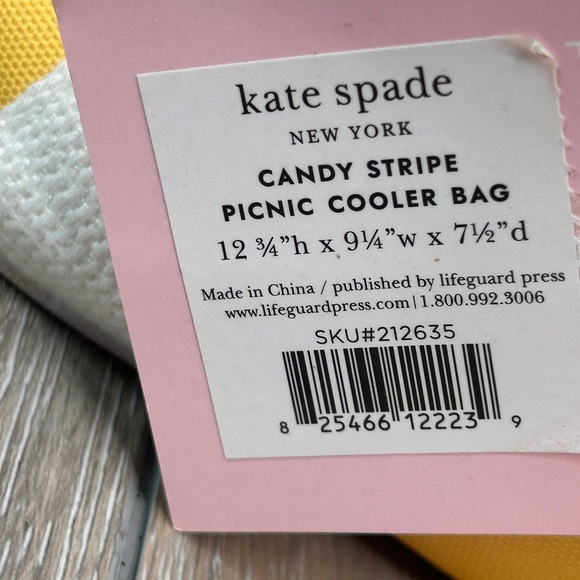 kate spade
NEW YORK
CANDY STRIPE
PICNIC COOLER BAG
12 ¾”h x 9¼”w x 7½”d
Made in China / published by lifeguard press
www.lifeguardpress.com | 1.800.992.3006
SKU#212635
8 25466 12223 9